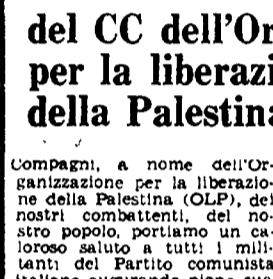 del CC dell'Or
per la liberazi
della Palestina
Compagni, a nome dell'Or-
ganizzazione per la liberazio-
ne della Palestina (OLP), dei
nostri combattenti, del no-
stro popolo, portiamo un ca-
loroso saluto a tutti i mili-
tanti del Partito comunista